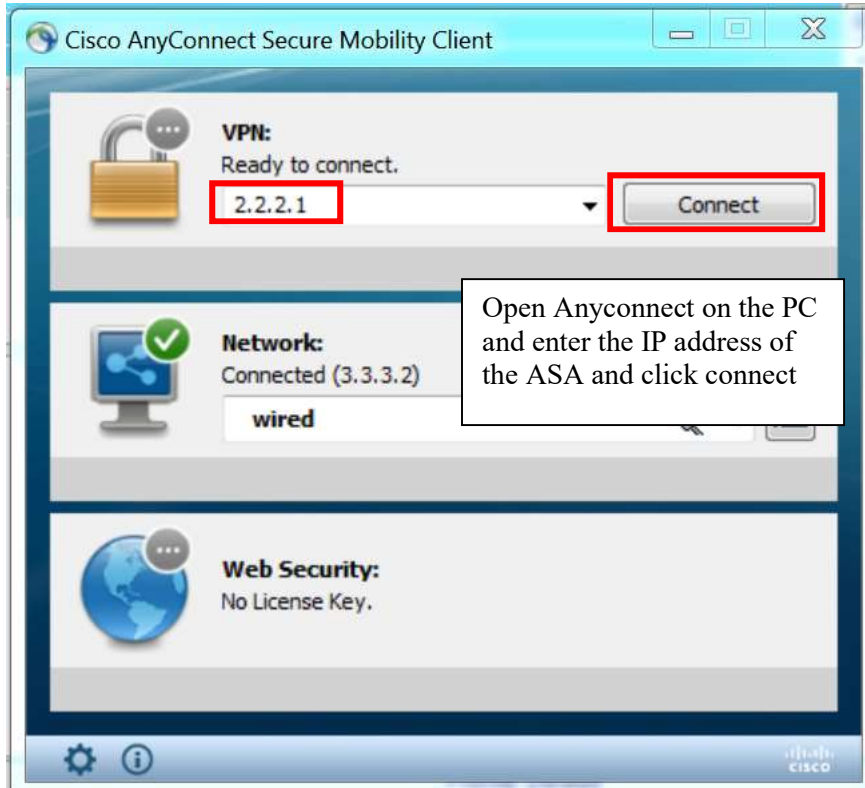 Cisco AnyConnect Secure Mobility Client
VPN:
Ready to connect.
2.2.2.1
Connect
Open Anyconnect on the PC
and enter the IP address of
the ASA and click connect
Network:
Connected (3.3.3.2)
wired
Web Security:
No License Key.
CISCO